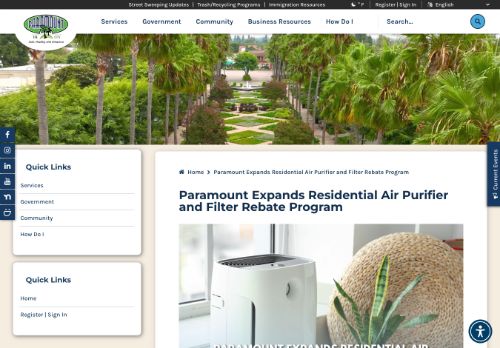 Street Sweeping Updates | Trash/Recycling Programs | Immigration Resources
°F | Register | Sign In | English
PARAMOUNT
Services Government Community Business Resources How Do I
Search...
Quick Links
Services
Government
Community
How Do I
Quick Links
Home
Register | Sign In
Home > Paramount Expands Residential Air Purifier and Filter Rebate Program
Paramount Expands Residential Air Purifier
and Filter Rebate Program
PARAMOUNT EXPANDS RESIDENTIAL AIR
Current Events